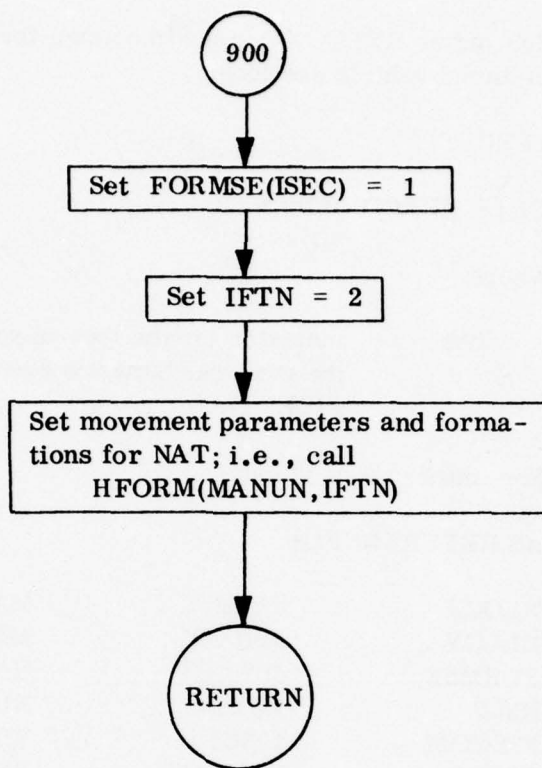 900
Set FORMSE(ISEC) = 1
Set IFTN = 2
Set movement parameters and forma-
tions for NAT; i.e., call
HFORM(MANUN,IFTN)
RETURN